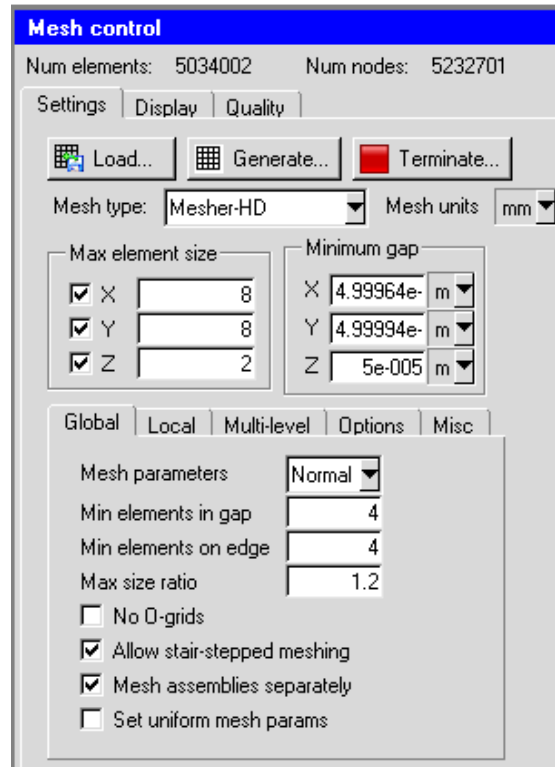 Mesh control
Num elements: 5034002 Num nodes: 5232701
Settings Display Quality
Load... Generate... Terminate...
Mesh type: Mesher-HD Mesh units mm
Max element size Minimum gap
X 8 X 4.99964e- m
Y 8 Y 4.99994e- m
Z 2 Z 5e-005 m
Global Local Multi-level Options Misc
Mesh parameters Normal
Min elements in gap 4
Min elements on edge 4
Max size ratio 1.2
No O-grids
Allow stair-stepped meshing
Mesh assemblies separately
Set uniform mesh params